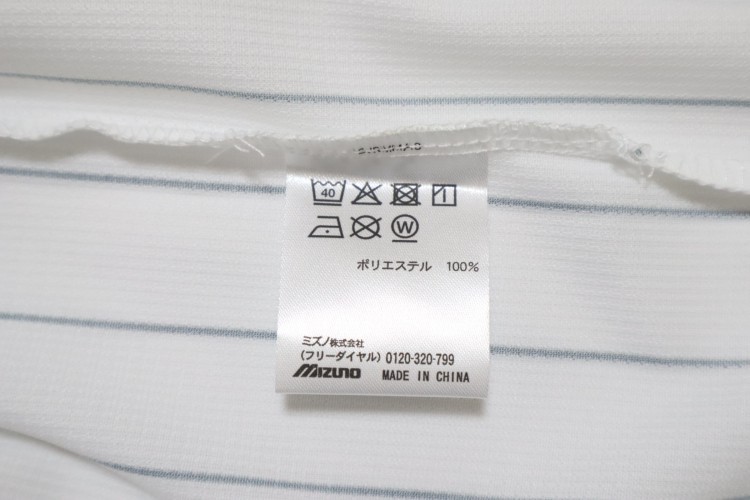 40
W
ポリエステル 100%
ミズノ株式会社
(フリーダイヤル) 0120-320-799
MIZUNO MADE IN CHINA